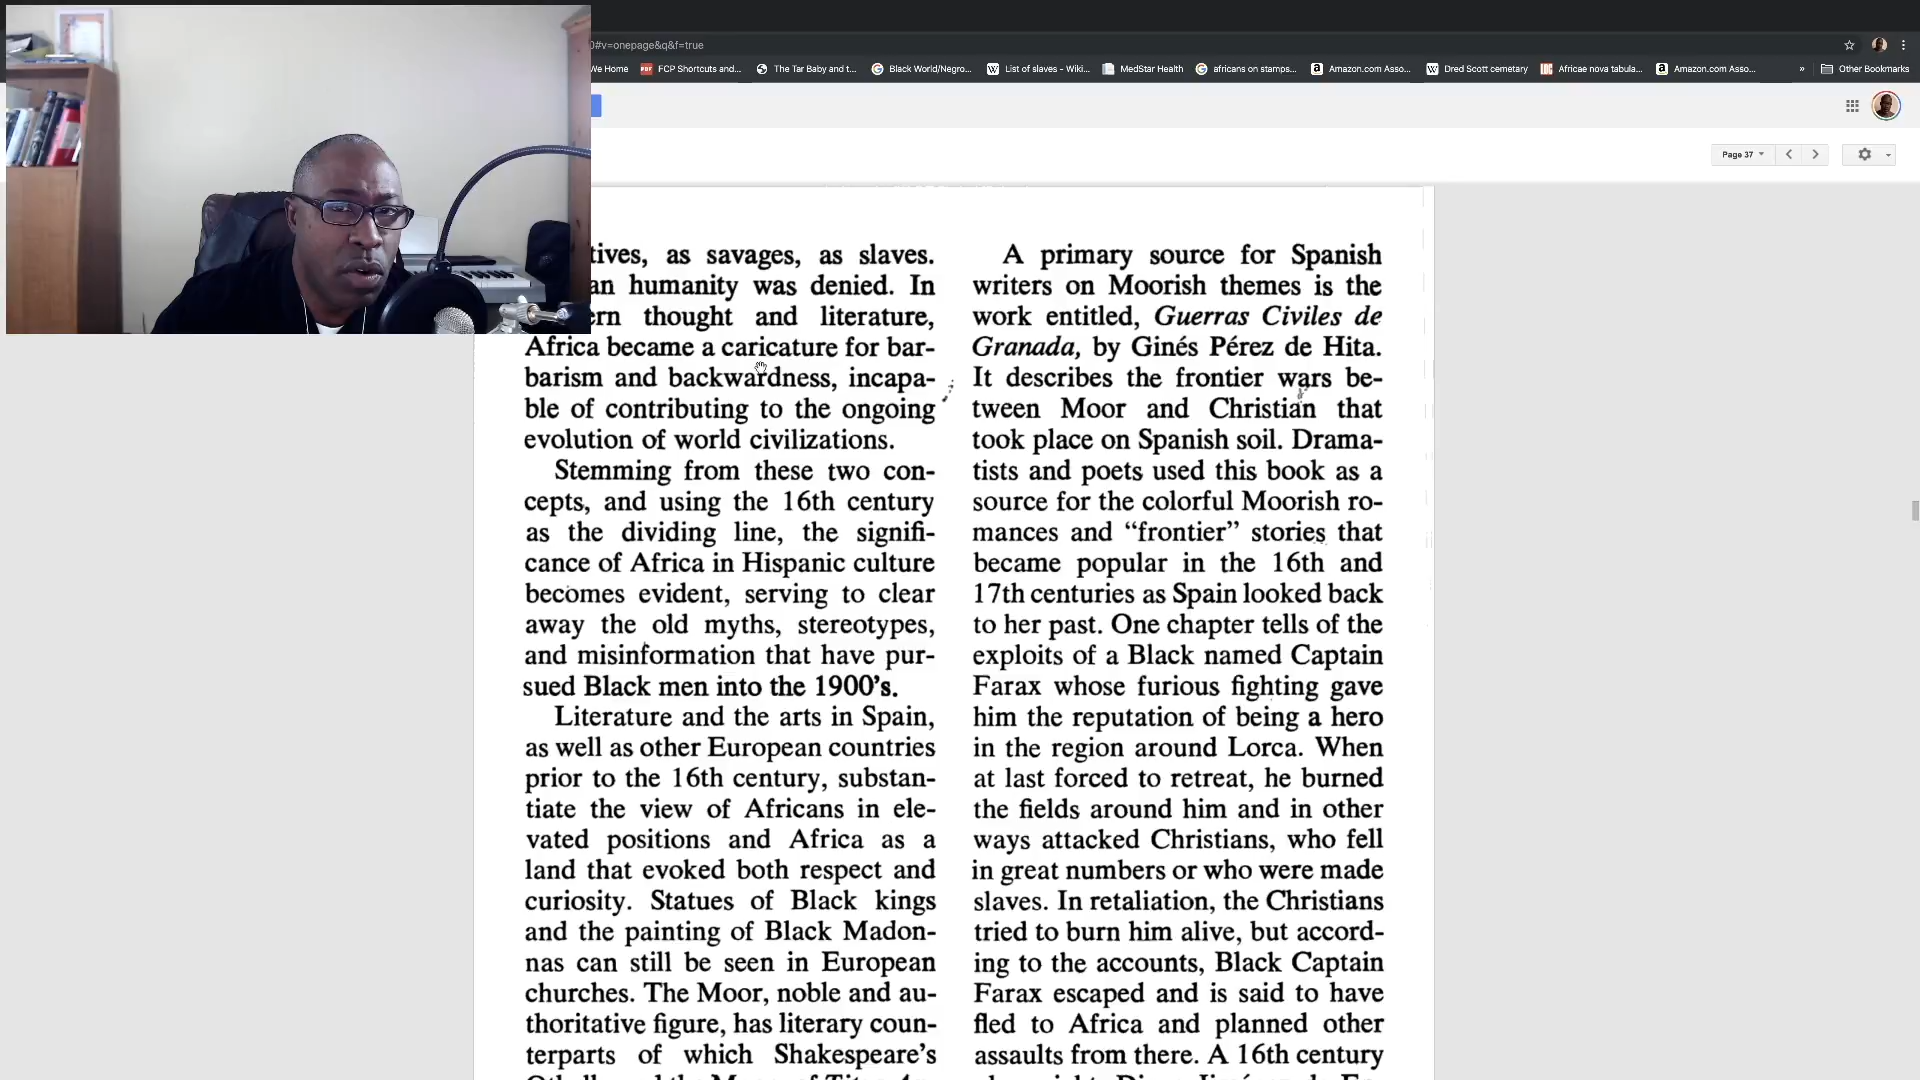 0#v=onepage&q&f=true
We Home
FCP Shortcuts and...
The Tar Baby and t...
Black World/Negro...
List of slaves - Wiki...
MedStar Health
africans on stamps...
Amazon.com Asso...
Dred Scott cemetary
Africae nova tabula...
Amazon.com Asso...
»
Other Bookmarks
Page 37
tives, as savages, as slaves.
an humanity was denied. In
ern thought and literature,
Africa became a caricature for bar-
barism and backwardness, incapa-
ble of contributing to the ongoing
evolution of world civilizations.
Stemming from these two con-
cepts, and using the 16th century
as the dividing line, the signifi-
cance of Africa in Hispanic culture
becomes evident, serving to clear
away the old myths, stereotypes,
and misinformation that have pur-
sued Black men into the 1900's.
Literature and the arts in Spain,
as well as other European countries
prior to the 16th century, substan-
tiate the view of Africans in ele-
vated positions and Africa as a
land that evoked both respect and
curiosity. Statues of Black kings
and the painting of Black Madon-
nas can still be seen in European
churches. The Moor, noble and au-
thoritative figure, has literary coun-
terparts of which Shakespeare's
A primary source for Spanish
writers on Moorish themes is the
work entitled, Guerras Civiles de
Granada, by Ginés Pérez de Hita.
It describes the frontier wars be-
tween Moor and Christian that
took place on Spanish soil. Drama-
tists and poets used this book as a
source for the colorful Moorish ro-
mances and “frontier” stories that
became popular in the 16th and
17th centuries as Spain looked back
to her past. One chapter tells of the
exploits of a Black named Captain
Farax whose furious fighting gave
him the reputation of being a hero
in the region around Lorca. When
at last forced to retreat, he burned
the fields around him and in other
ways attacked Christians, who fell
in great numbers or who were made
slaves. In retaliation, the Christians
tried to burn him alive, but accord-
ing to the accounts, Black Captain
Farax escaped and is said to have
fled to Africa and planned other
assaults from there. A 16th century